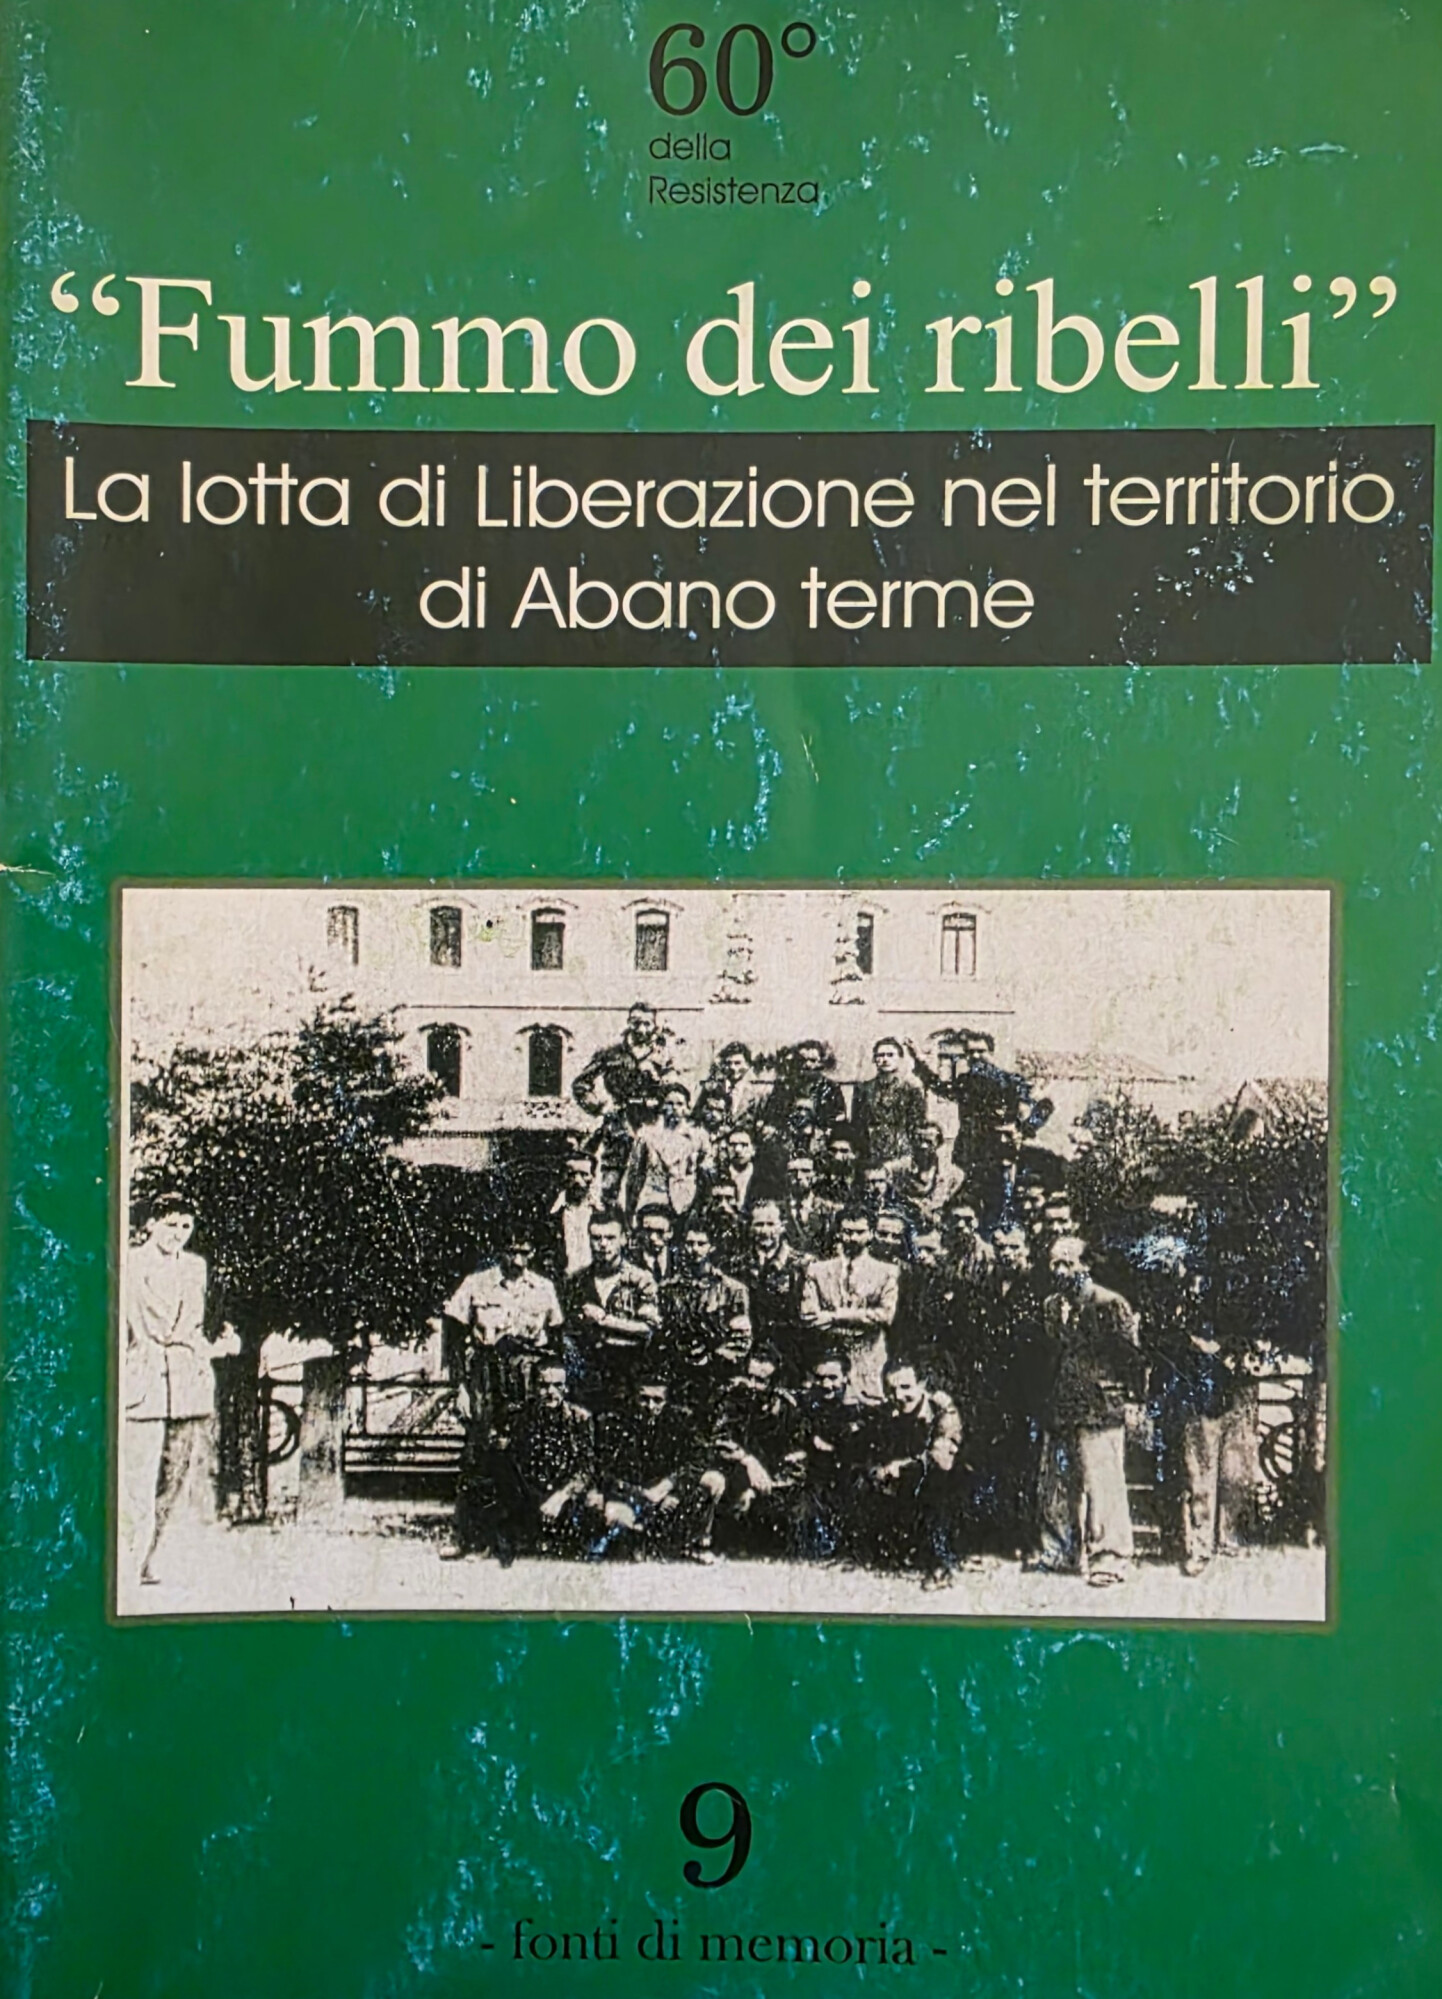 60°
della
Resistenza
“Fummo dei ribelli”
La lotta di Liberazione nel territorio
di Abano terme
9
- fonti di memoria -